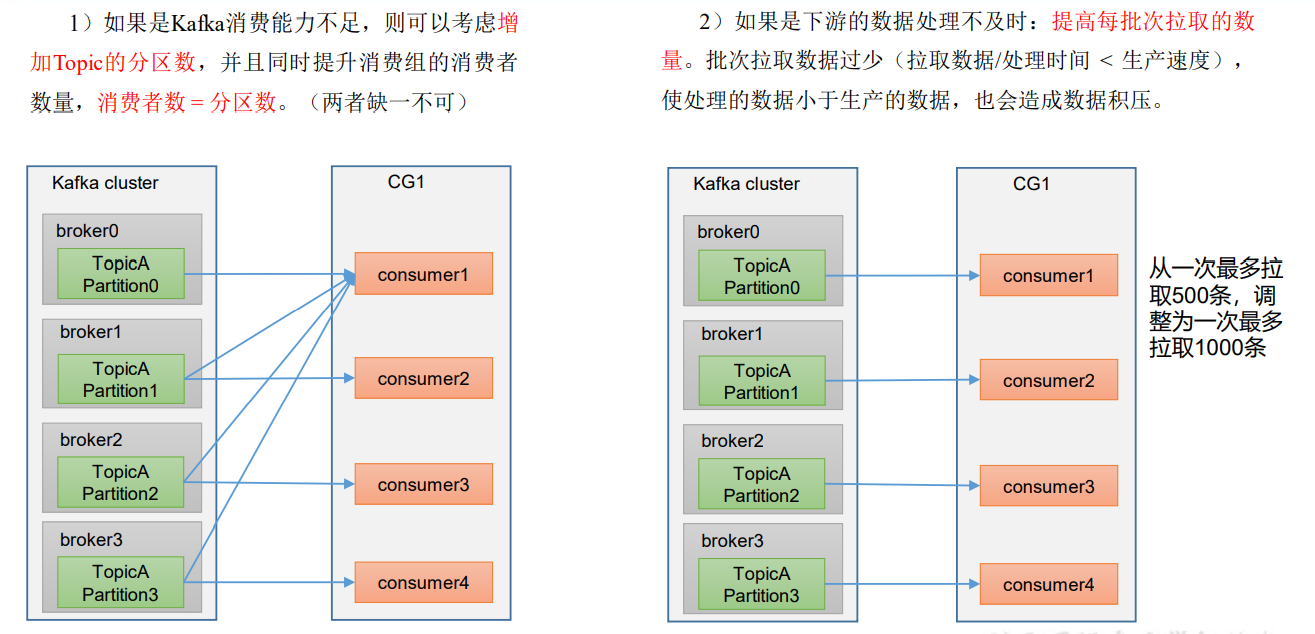 1）如果是Kafka消费能力不足，则可以考虑增
加Topic的分区数，并且同时提升消费组的消费者
数量，消费者数 = 分区数。（两者缺一不可）
Kafka cluster
broker0
TopicA
Partition0
broker1
TopicA
Partition1
broker2
TopicA
Partition2
broker3
TopicA
Partition3
CG1
consumer1
consumer2
consumer3
consumer4
2）如果是下游的数据处理不及时：提高每批次拉取的数
量。批次拉取数据过少（拉取数据/处理时间 < 生产速度），
使处理的数据小于生产的数据，也会造成数据积压。
Kafka cluster
broker0
TopicA
Partition0
broker1
TopicA
Partition1
broker2
TopicA
Partition2
broker3
TopicA
Partition3
CG1
consumer1
consumer2
consumer3
consumer4
从一次最多拉
取500条，调
整为一次最多
拉取1000条